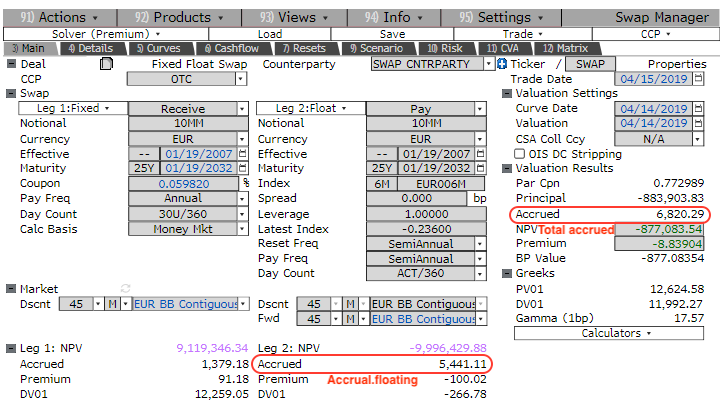 91) Actions 92) Products 93) Views 94) Info 95) Settings Swap Manager
Solver (Premium) Load Save Trade CCP
3) Main 4) Details 5) Curves 6) Cashflow 7) Resets 9) Scenario 10) Risk 11) CVA 12) Matrix
Deal Fixed Float Swap Counterparty SWAP CNTRPARTY Ticker / SWAP Properties
CCP OTC Trade Date 04/15/2019
Swap Valuation Settings
Leg 1:Fixed Receive Leg 2:Float Pay Curve Date 04/14/2019
Notional 10MM Notional 10MM Valuation 04/14/2019
Currency EUR Currency EUR CSA Coll Ccy N/A
Effective -- 01/19/2007 Effective -- 01/19/2007 OIS DC Stripping
Maturity 25Y 01/19/2032 Maturity 25Y 01/19/2032 Valuation Results
Coupon 0.059820 % Index 6M EUR006M Par Cpn 0.772989
Pay Freq Annual Spread 0.000 bp Principal -883,903.83
Day Count 30U/360 Leverage 1.00000 Accrued 6,820.29
Calc Basis Money Mkt Latest Index -0.23600 NPV Total accrued -877,083.54
Reset Freq SemiAnnual Premium -8.83904
Pay Freq SemiAnnual BP Value -877.08354
Day Count ACT/360 Greeks
Market PV01 12,624.58
Dscnt 45 M EUR BB Contiguous Dscnt 45 M EUR BB Contiguous DV01 11,992.27
Fwd 45 M EUR BB Contiguous Gamma (1bp) 17.57
Calculators
Leg 1: NPV 9,119,346.34 Leg 2: NPV -9,996,429.88
Accrued 1,379.18 Accrued 5,441.11
Premium 91.18 Premium Accrual.floating -100.02
DV01 12,259.05 DV01 -266.78